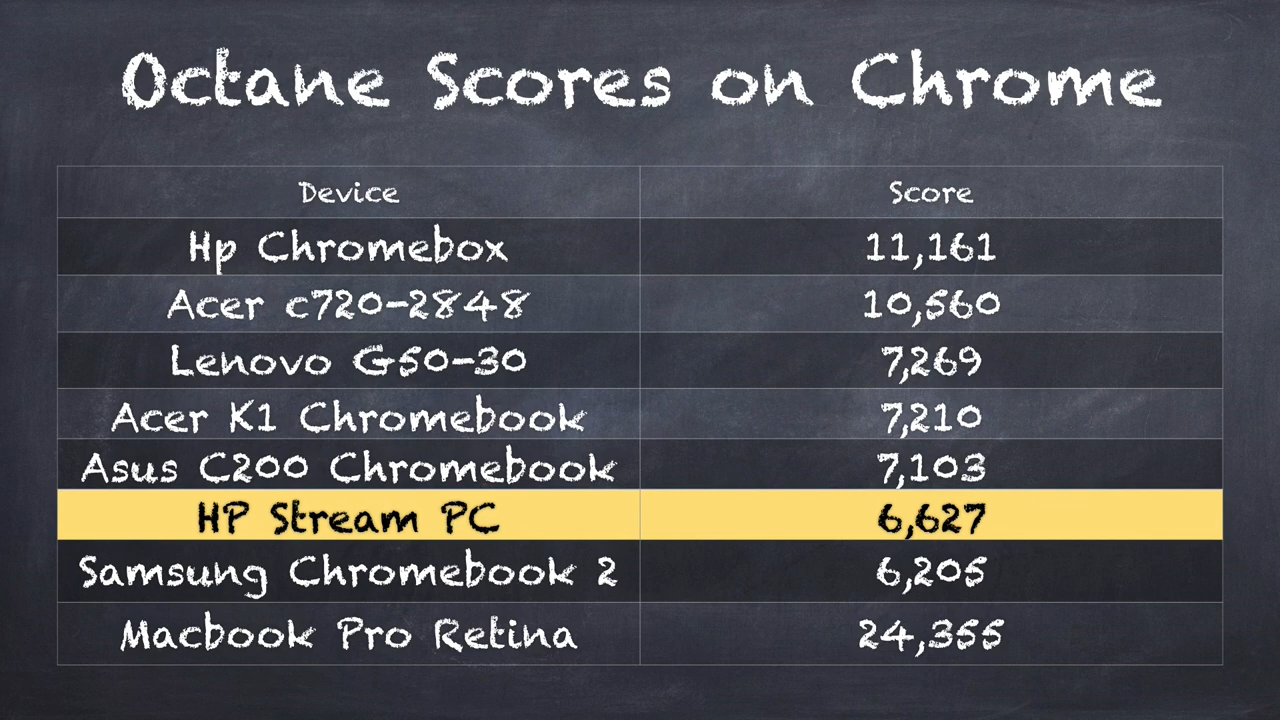 Octane Scores on Chrome
Device Score
Hp Chromebox 11,161
Acer c720-2848 10,560
Lenovo G50-30 7,269
Acer K1 Chromebook 7,210
Asus C200 Chromebook 7,103
HP Stream PC 6,627
Samsung Chromebook 2 6,205
Macbook Pro Retina 24,355